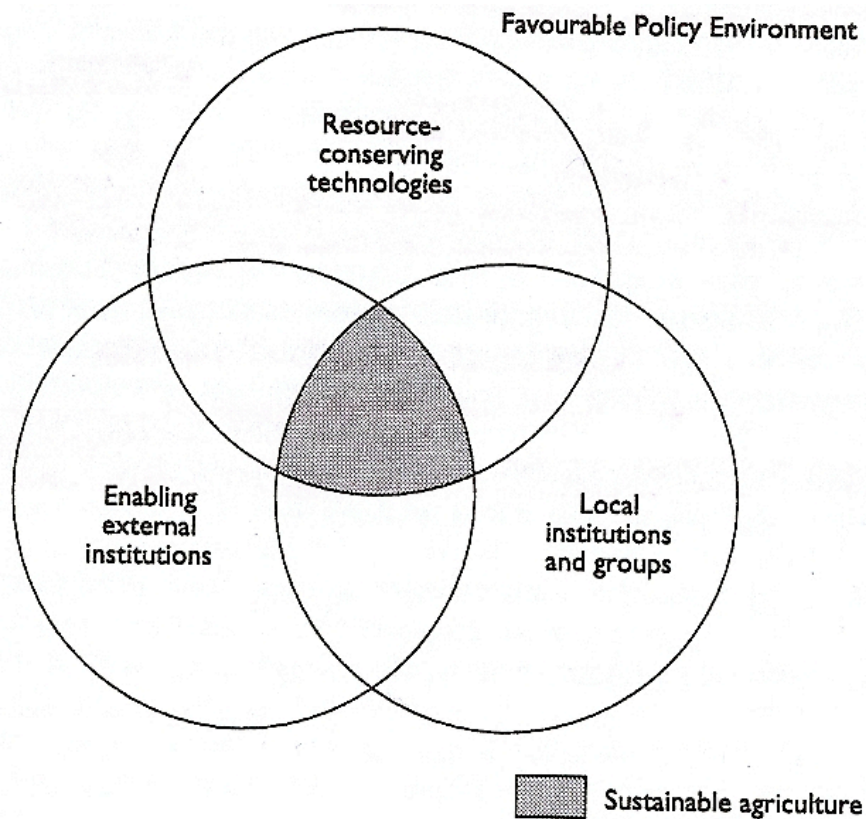 Favourable Policy Environment
Resource-
conserving
technologies
Enabling
external
institutions
Local
institutions
and groups
Sustainable agriculture